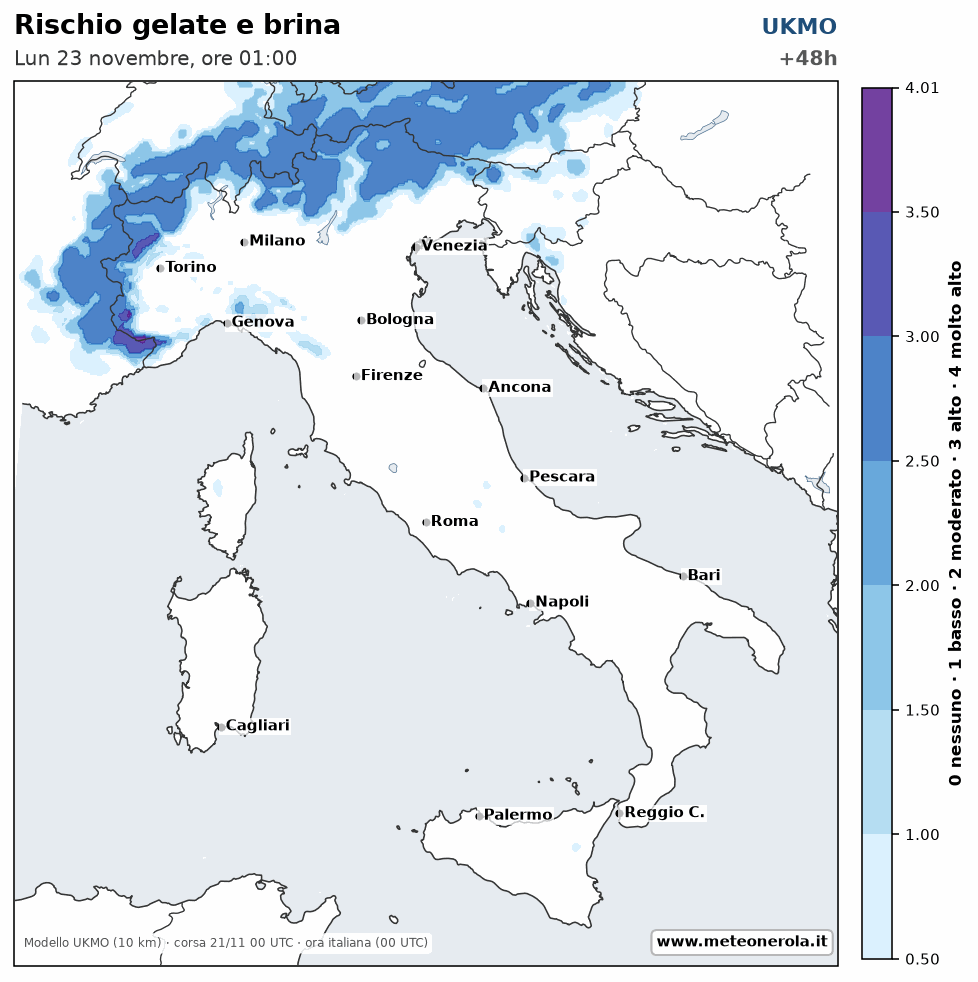 Rischio gelate e brina
UKMO
Lun 23 novembre, ore 01:00
+48h
4.01
3.50
3.00
2.50
2.00
1.50
1.00
0.50
0 nessuno · 1 basso · 2 moderato · 3 alto · 4 molto alto
Milano
Venezia
Torino
Genova
Bologna
Firenze
Ancona
Pescara
Roma
Bari
Napoli
Cagliari
Palermo
Reggio C.
Modello UKMO (10 km) · corsa 21/11 00 UTC · ora italiana (00 UTC)
www.meteonerola.it